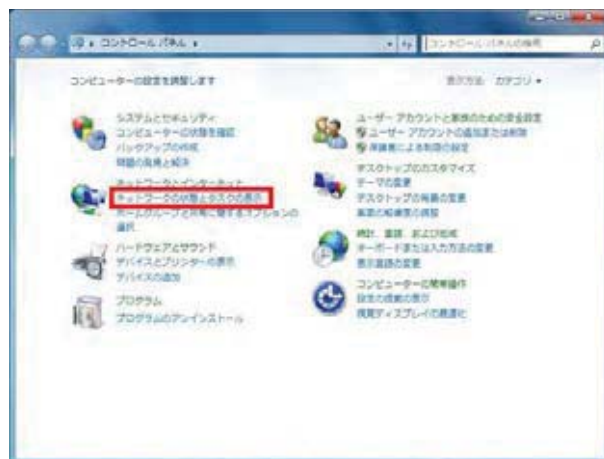 コントロール パネル
コントロール パネルの検索
コンピューターの設定を調整します
表示方法: カテゴリ
システムとセキュリティ
コンピューターの状態を確認
バックアップの作成
問題の発見と解決
ネットワークとインターネット
ネットワークの状態とタスクの表示
ホームグループと共有に関するオプションの
選択
ハードウェアとサウンド
デバイスとプリンターの表示
デバイスの追加
プログラム
プログラムのアンインストール
ユーザー アカウントと家族のための安全設定
ユーザー アカウントの追加または削除
保護者による制限の設定
デスクトップのカスタマイズ
テーマの変更
デスクトップの背景の変更
画面の解像度の調整
時計、言語、および地域
キーボードまたは入力方法の変更
表示言語の変更
コンピューターの簡単操作
設定の提案の表示
視覚ディスプレイの最適化